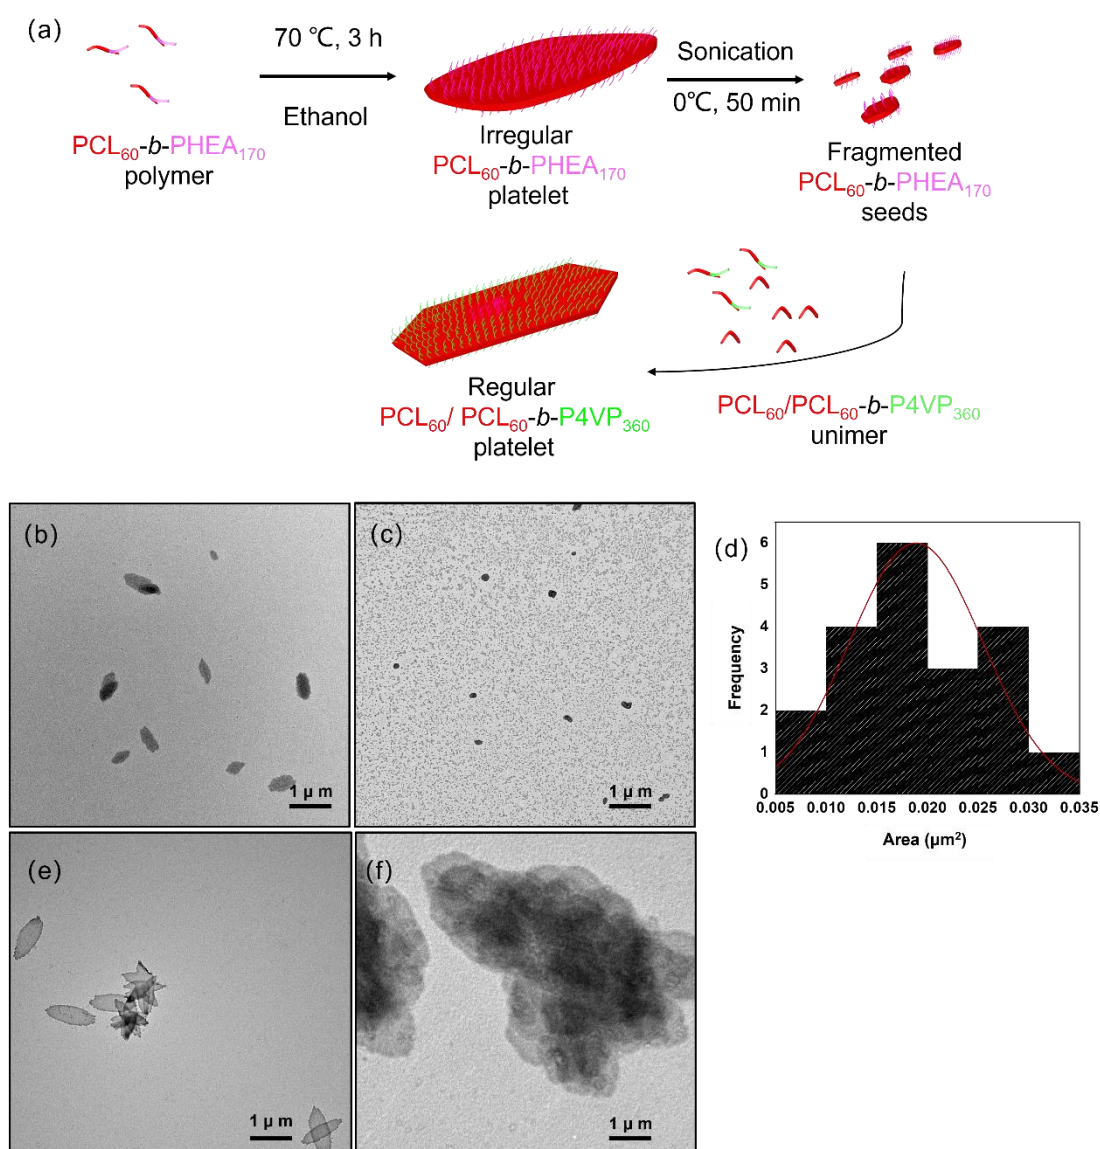 (a)
70 ℃, 3 h
Ethanol
Sonication
0℃, 50 min
PCL60-b-PHEA170
polymer
Irregular
PCL60-b-PHEA170
platelet
Fragmented
PCL60-b-PHEA170
seeds
Regular
PCL60/ PCL60-b-P4VP360
platelet
PCL60/PCL60-b-P4VP360
unimer
(b)
1 μ m
(c)
1 μ m
(d)
6
5
4
3
2
1
0
Frequency
0.005 0.010 0.015 0.020 0.025 0.030 0.035
Area (μm²)
(e)
1 μ m
(f)
1 μ m